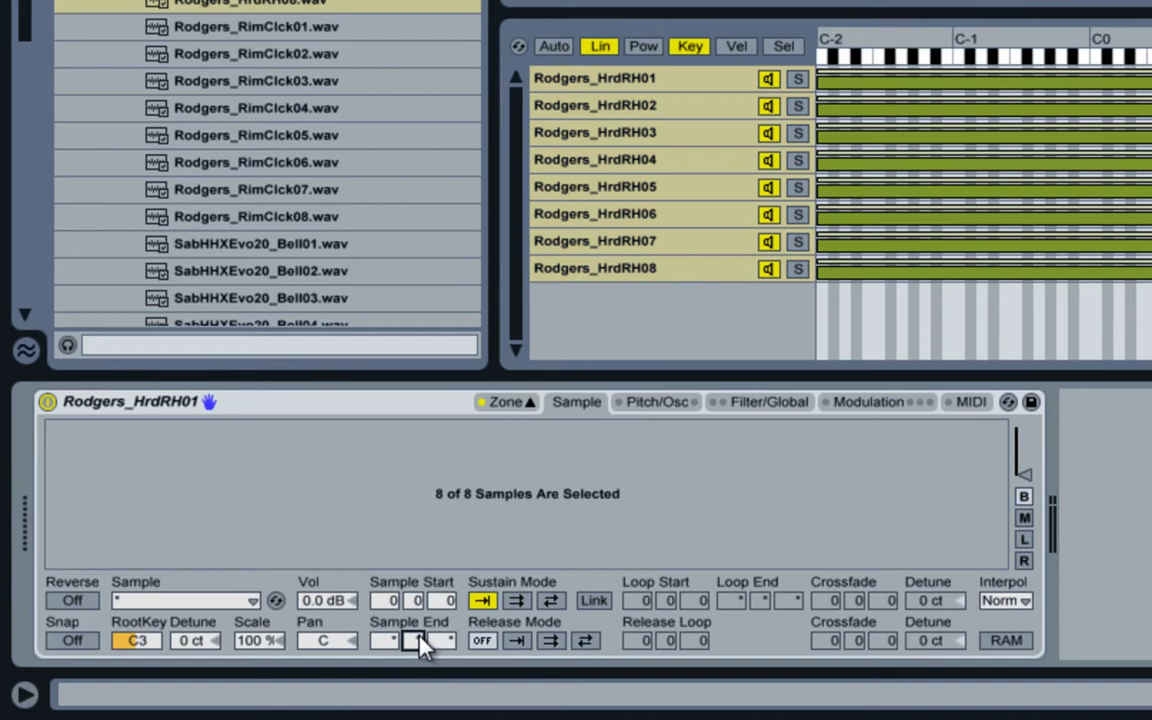 Rodgers_HrdRH08.wav
Rodgers_RimClck01.wav
Rodgers_RimClck02.wav
Rodgers_RimClck03.wav
Rodgers_RimClck04.wav
Rodgers_RimClck05.wav
Rodgers_RimClck06.wav
Rodgers_RimClck07.wav
Rodgers_RimClck08.wav
SabHHXEvo20_Bell01.wav
SabHHXEvo20_Bell02.wav
SabHHXEvo20_Bell03.wav
SabHHXEvo20_Bell04.wav
Auto Lin Pow Key Vel Sel C-2 C-1 C0
Rodgers_HrdRH01 S
Rodgers_HrdRH02 S
Rodgers_HrdRH03 S
Rodgers_HrdRH04 S
Rodgers_HrdRH05 S
Rodgers_HrdRH06 S
Rodgers_HrdRH07 S
Rodgers_HrdRH08 S
Rodgers_HrdRH01 Zone Sample Pitch/Osc Filter/Global Modulation MIDI
8 of 8 Samples Are Selected
B
M
L
R
Reverse Sample Vol Sample Start Sustain Mode Loop Start Loop End Crossfade Detune Interpol
Off * 0.0 dB 0 0 0 Link 0 0 0 * * * 0 0 0 0 ct Norm
Snap RootKey Detune Scale Pan Sample End Release Mode Release Loop Crossfade Detune
Off C3 0 ct 100 % C * * OFF 0 0 0 0 0 0 0 ct RAM